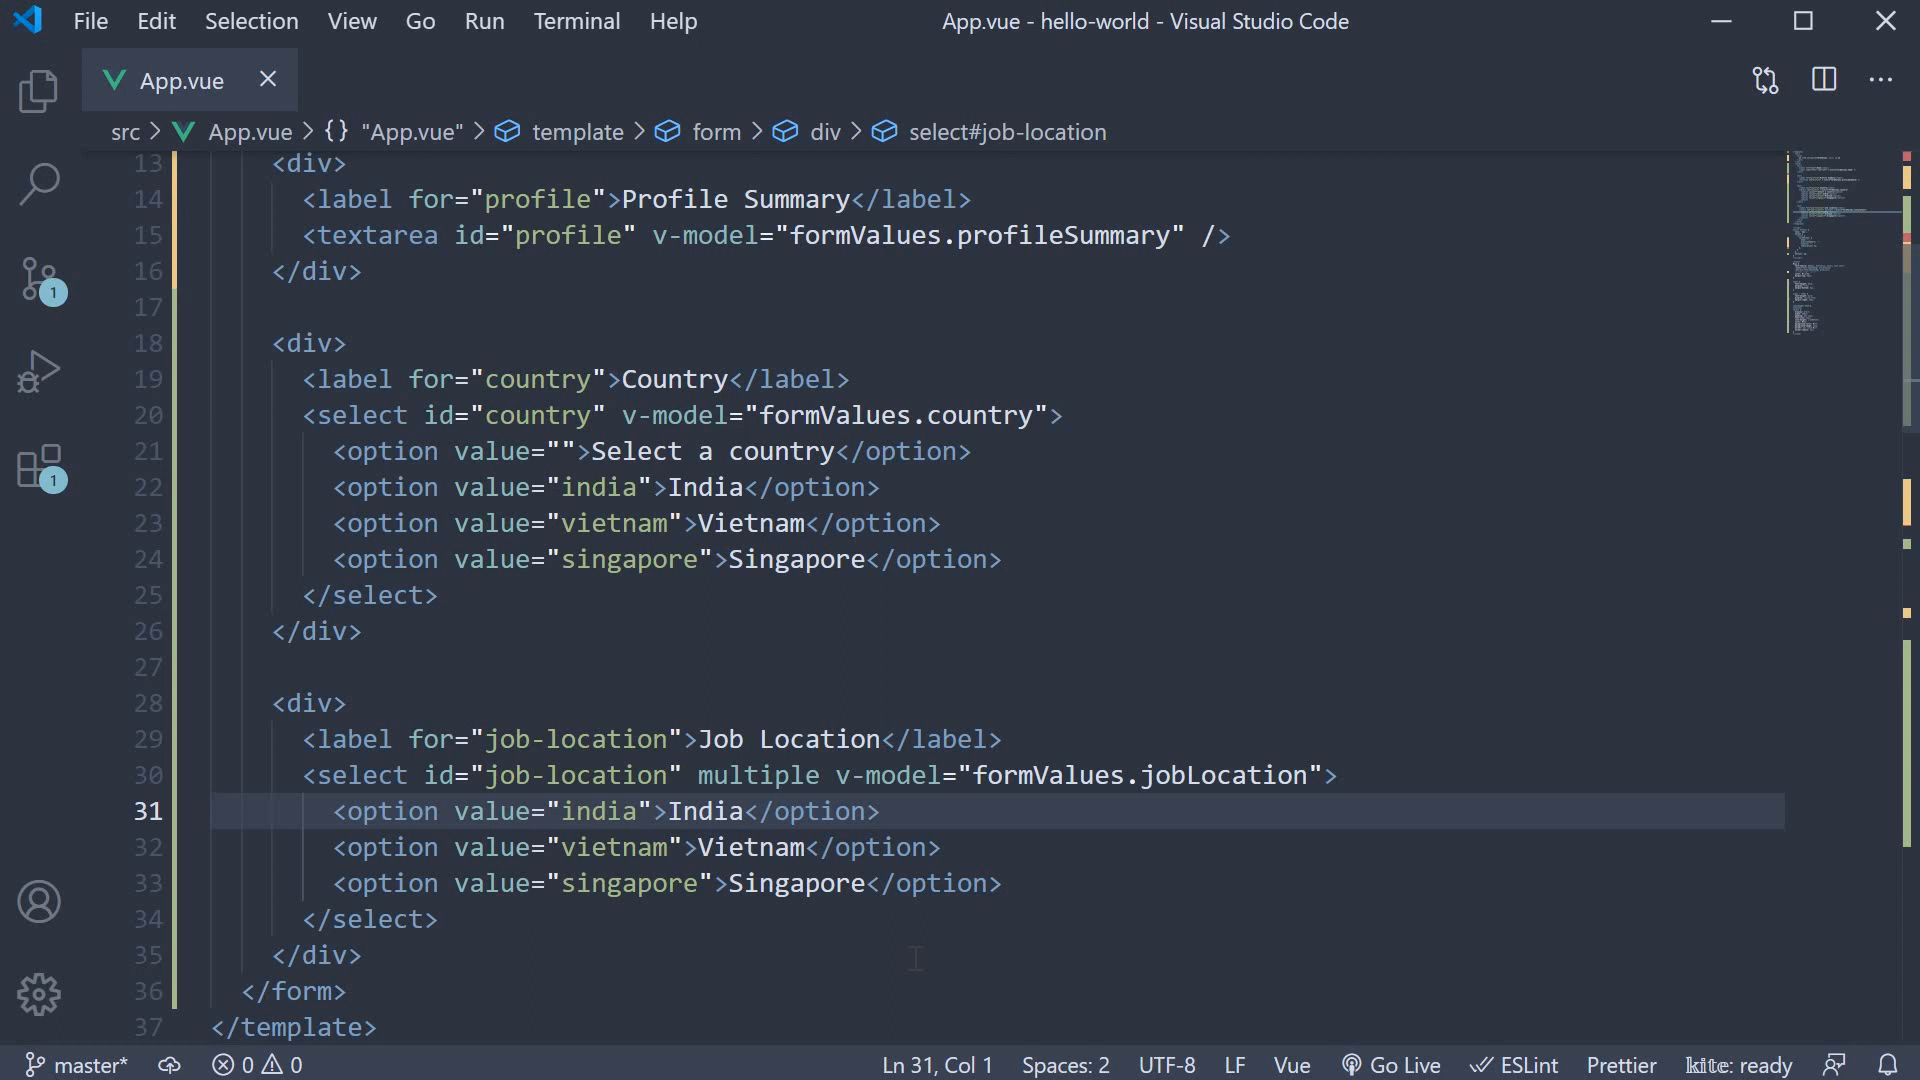 File Edit Selection View Go Run Terminal Help App.vue - hello-world - Visual Studio Code
App.vue
src > App.vue > {} "App.vue" > template > form > div > select#job-location
13 <div>
14 <label for="profile">Profile Summary</label>
15 <textarea id="profile" v-model="formValues.profileSummary" />
16 </div>
17
18 <div>
19 <label for="country">Country</label>
20 <select id="country" v-model="formValues.country">
21 <option value="">Select a country</option>
22 <option value="india">India</option>
23 <option value="vietnam">Vietnam</option>
24 <option value="singapore">Singapore</option>
25 </select>
26 </div>
27
28 <div>
29 <label for="job-location">Job Location</label>
30 <select id="job-location" multiple v-model="formValues.jobLocation">
31 <option value="india">India</option>
32 <option value="vietnam">Vietnam</option>
33 <option value="singapore">Singapore</option>
34 </select>
35 </div>
36 </form>
37 </template>
1
1
master* 0 0 Ln 31, Col 1 Spaces: 2 UTF-8 LF Vue Go Live ESLint Prettier kite: ready